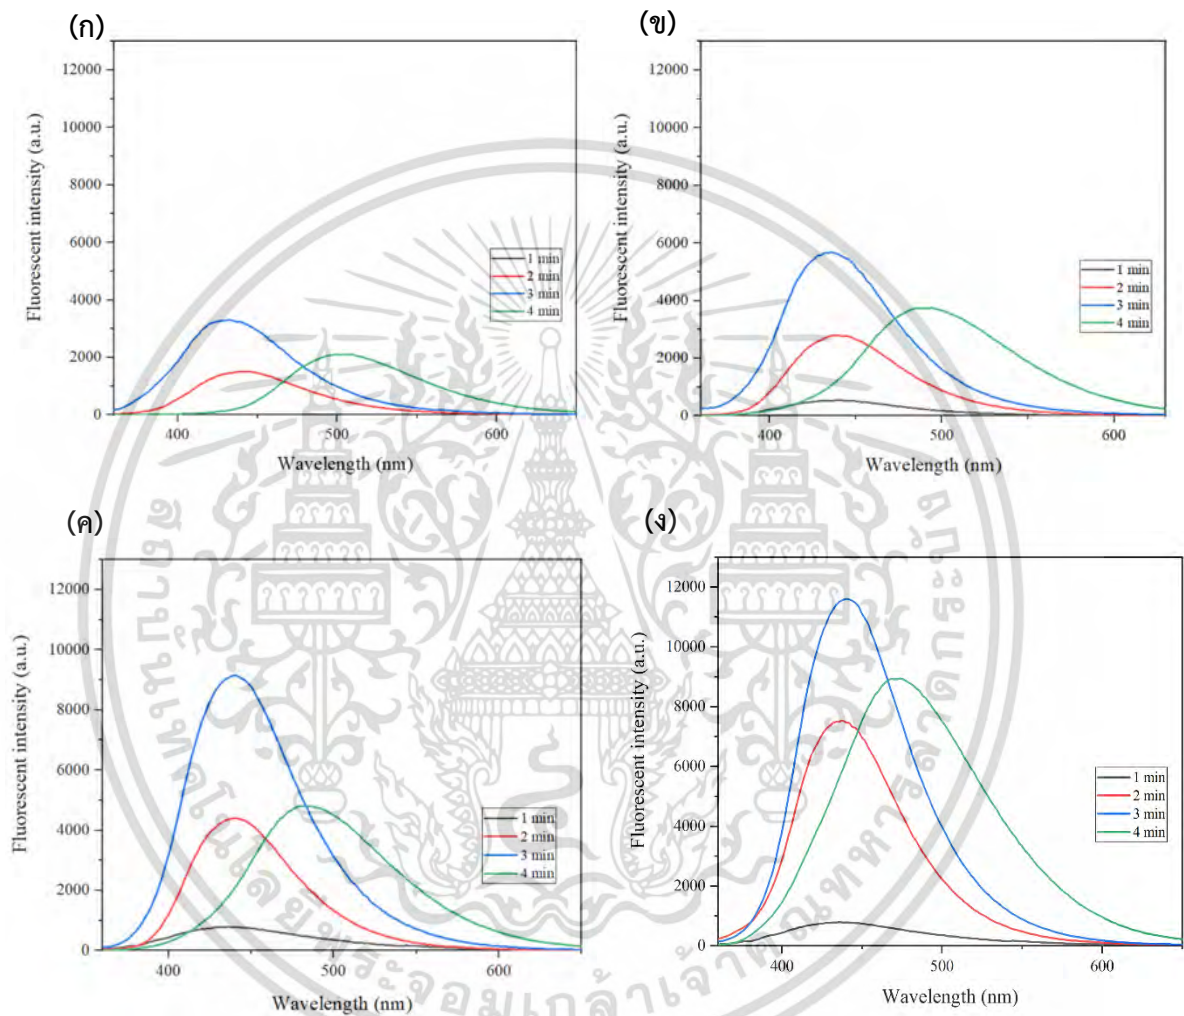 (ก)
12000
10000
8000
6000
4000
2000
0
Fluorescent intensity (a.u.)
1 min
2 min
3 min
4 min
400
500
600
Wavelength (nm)
(ข)
12000
10000
8000
6000
4000
2000
0
Fluorescent intensity (a.u.)
1 min
2 min
3 min
4 min
400
500
600
Wavelength (nm)
(ค)
12000
10000
8000
6000
4000
2000
0
Fluorescent intensity (a.u.)
1 min
2 min
3 min
4 min
400
500
600
Wavelength (nm)
(ง)
12000
10000
8000
6000
4000
2000
0
Fluorescent intensity (a.u.)
1 min
2 min
3 min
4 min
400
500
600
Wavelength (nm)